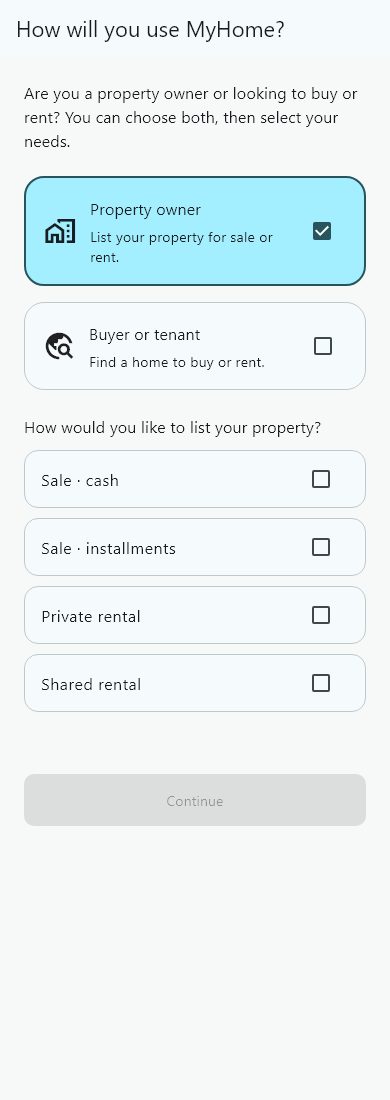 How will you use MyHome?
Are you a property owner or looking to buy or
rent? You can choose both, then select your
needs.
Property owner
List your property for sale or
rent.
Buyer or tenant
Find a home to buy or rent.
How would you like to list your property?
Sale · cash
Sale · installments
Private rental
Shared rental
Continue